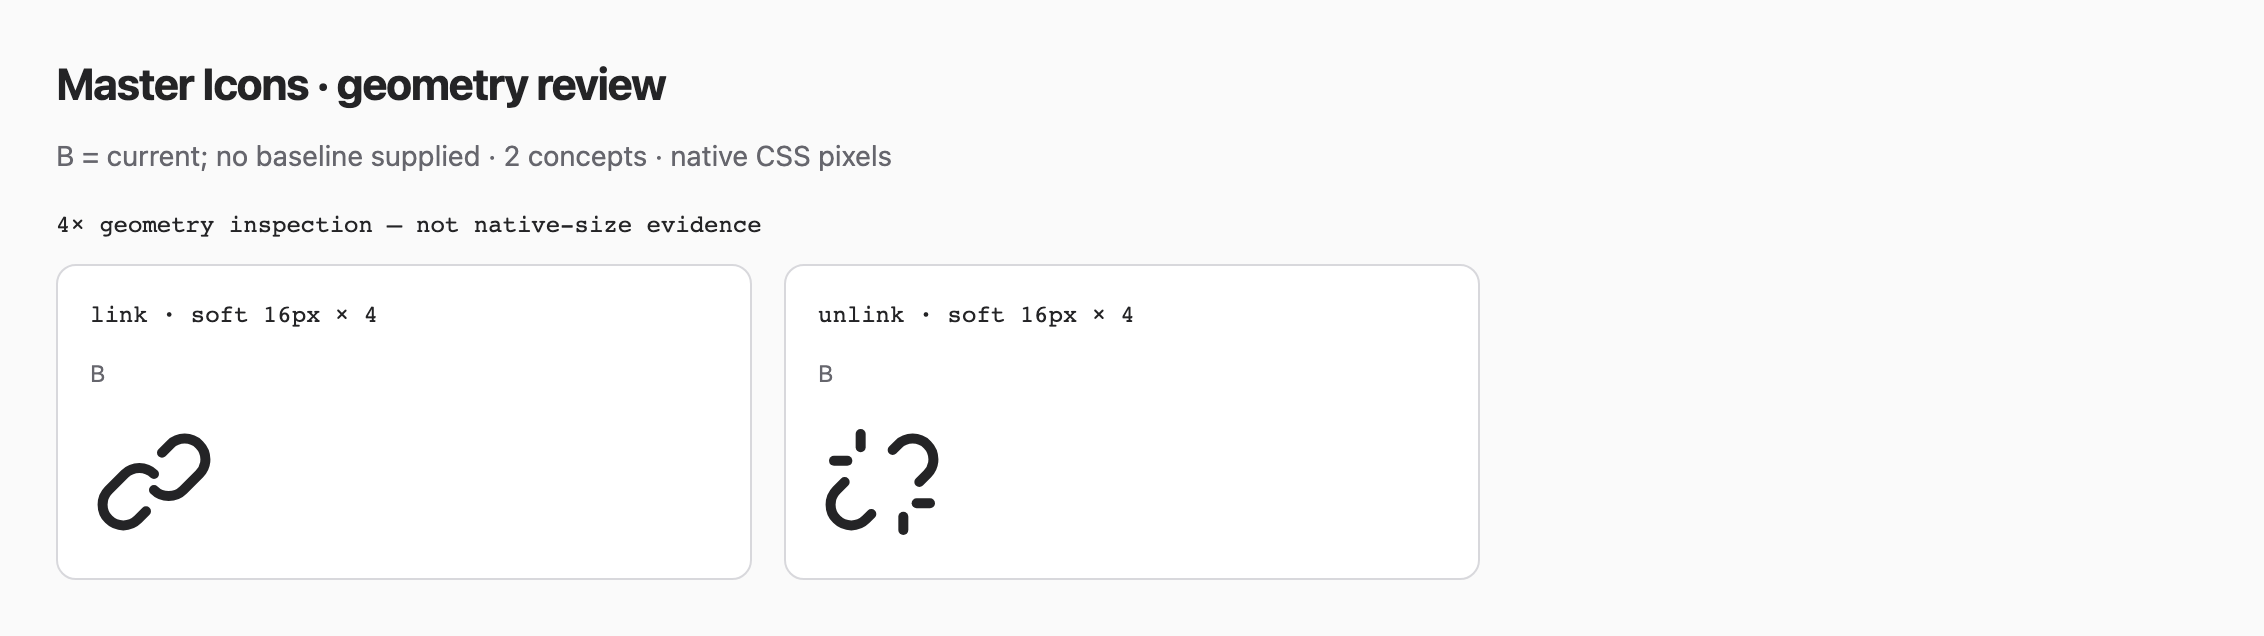 Master Icons · geometry review
B = current; no baseline supplied · 2 concepts · native CSS pixels
4× geometry inspection — not native-size evidence
link · soft 16px × 4
B
unlink · soft 16px × 4
B